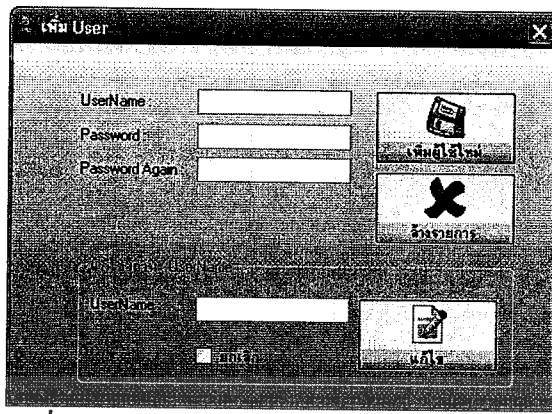 เพิ่ม User
UserName :
Password :
Password Again
เพิ่มผู้ใช้ใหม่
ล้างรายการ
UserName
UserName
ยกเลิก
แก้ไข